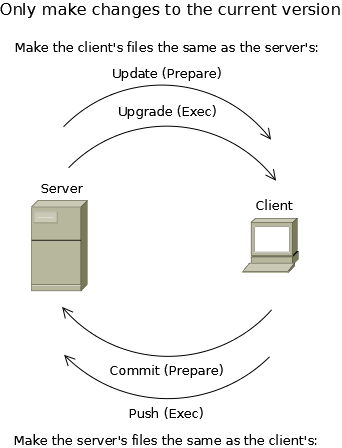 Only make changes to the current version
Make the client's files the same as the server's:
Update (Prepare)
Upgrade (Exec)
Server
Client
Commit (Prepare)
Push (Exec)
Make the server's files the same as the client's: